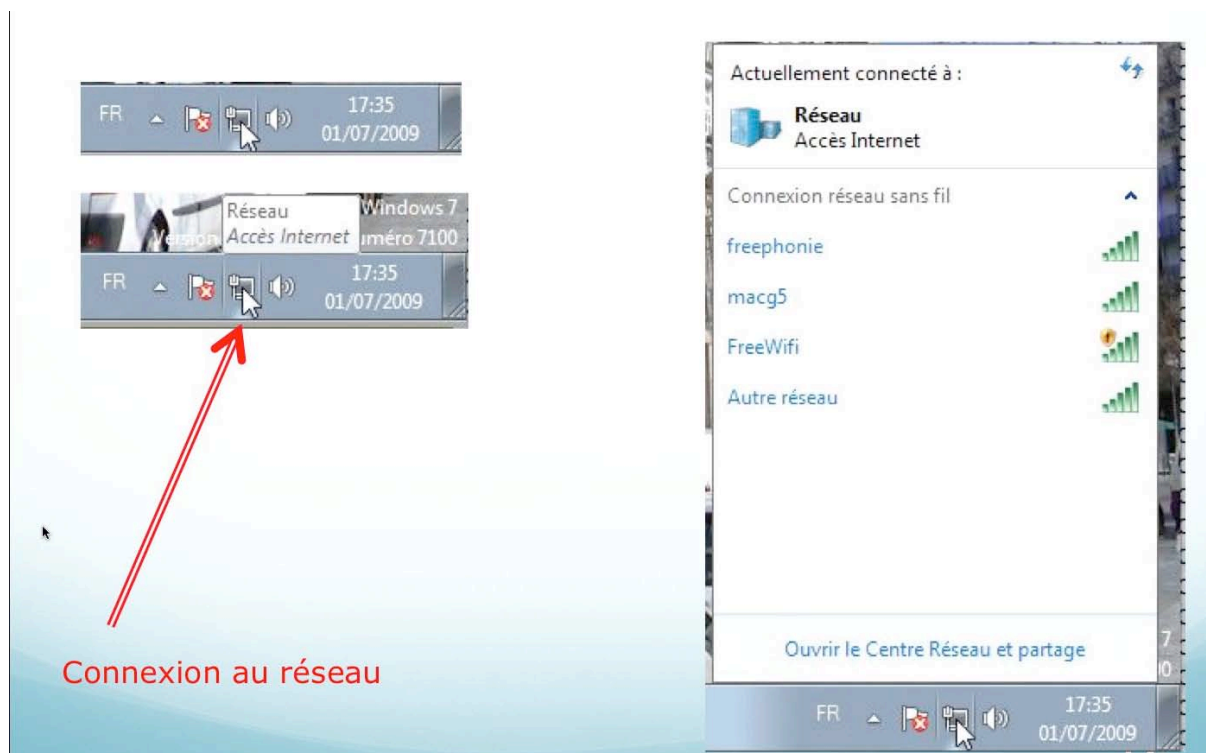 FR
17:35
01/07/2009
Windows 7
Réseau
Version
Accès Internet
uméro 7100
FR
17:35
01/07/2009
Connexion au réseau
Actuellement connecté à :
Réseau
Accès Internet
Connexion réseau sans fil
freephonie
macg5
FreeWifi
Autre réseau
Ouvrir le Centre Réseau et partage
7
00
FR
17:35
01/07/2009